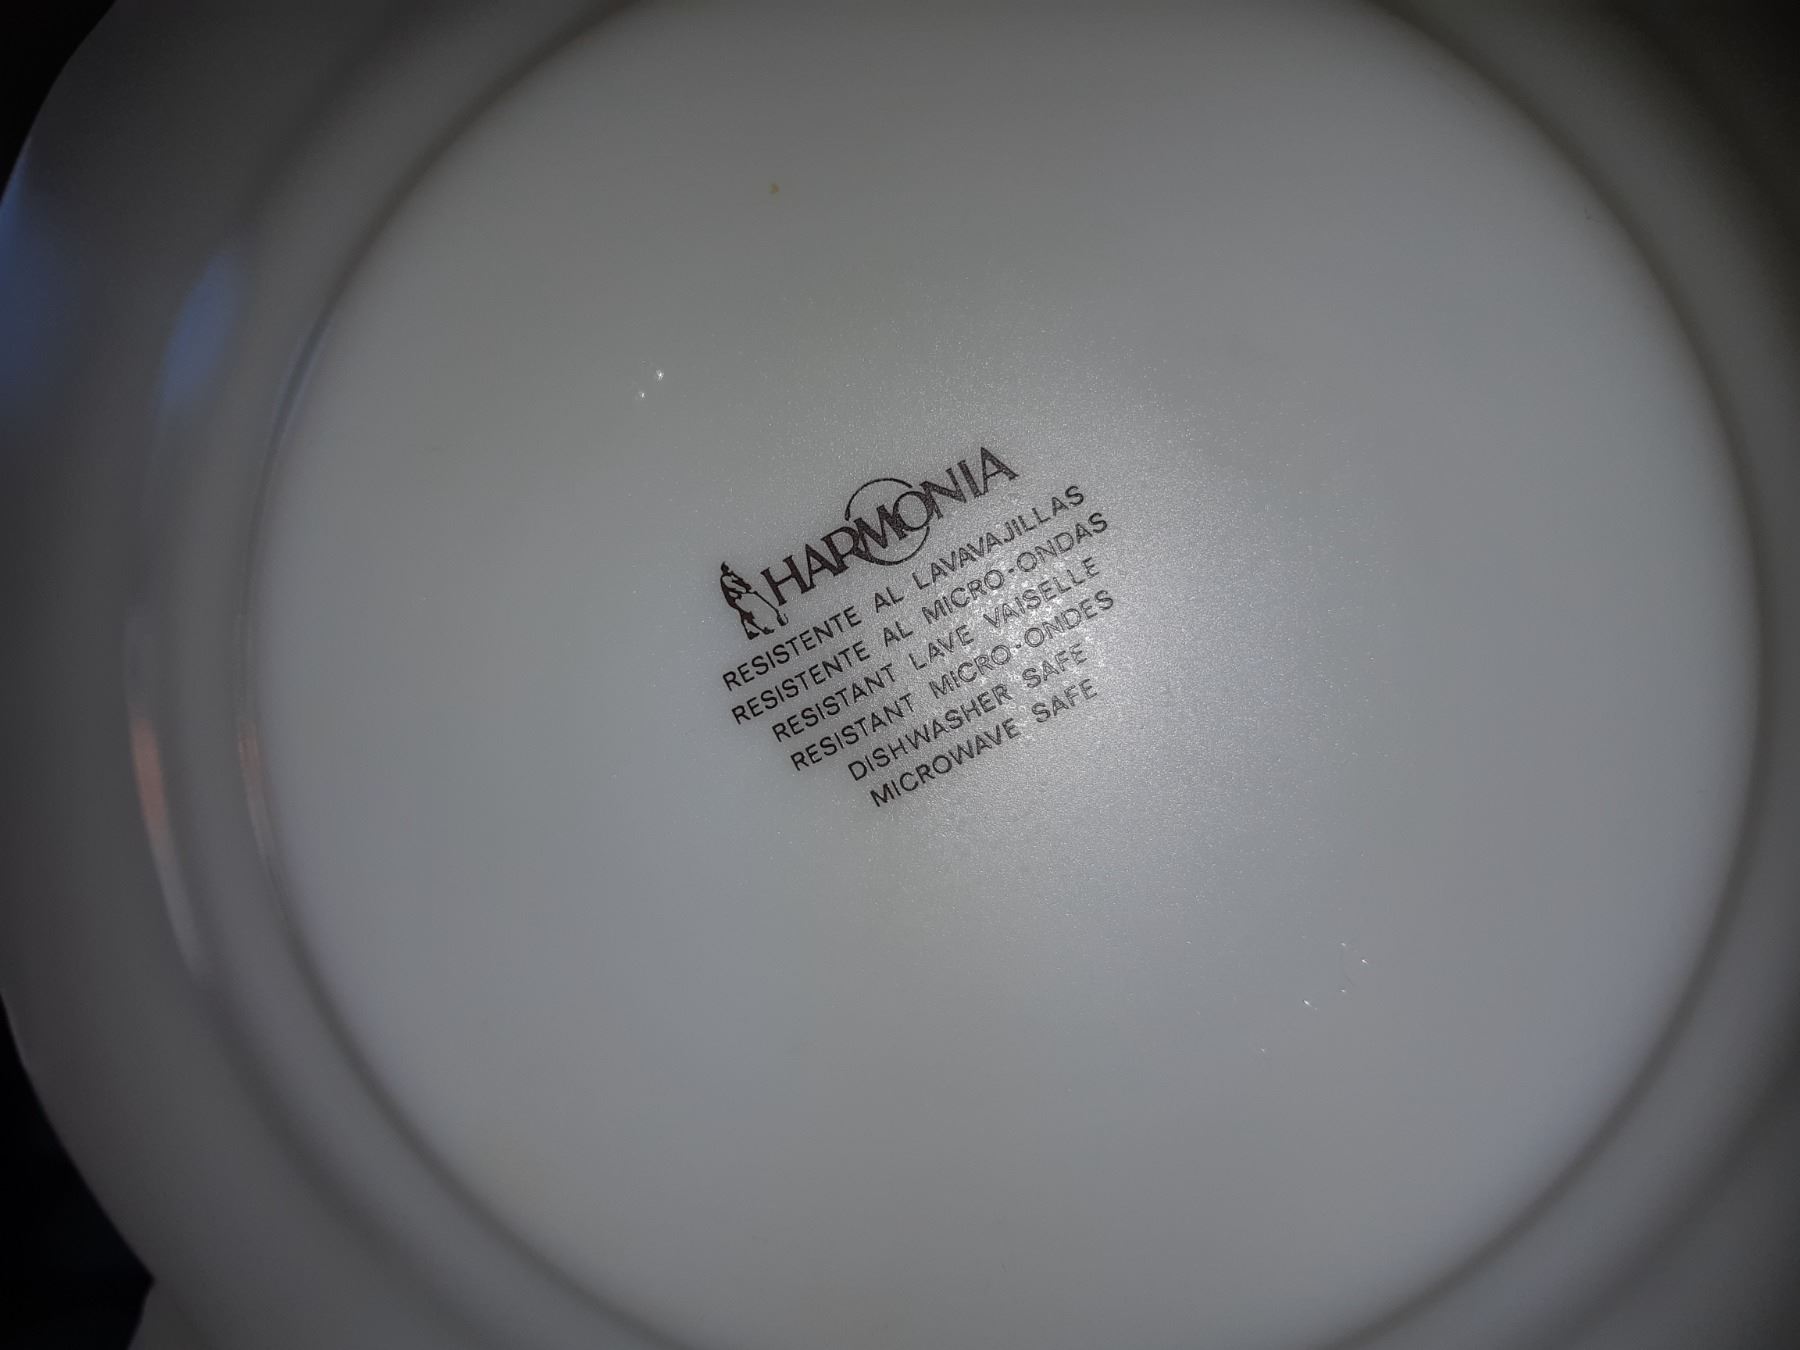 HARMONIA
RESISTENTE AL LAVAVAJILLAS
RESISTENTE AL MICRO-ONDAS
RESISTANT LAVE VAISELLE
RESISTANT MICRO-ONDES
DISHWASHER SAFE
MICROWAVE SAFE